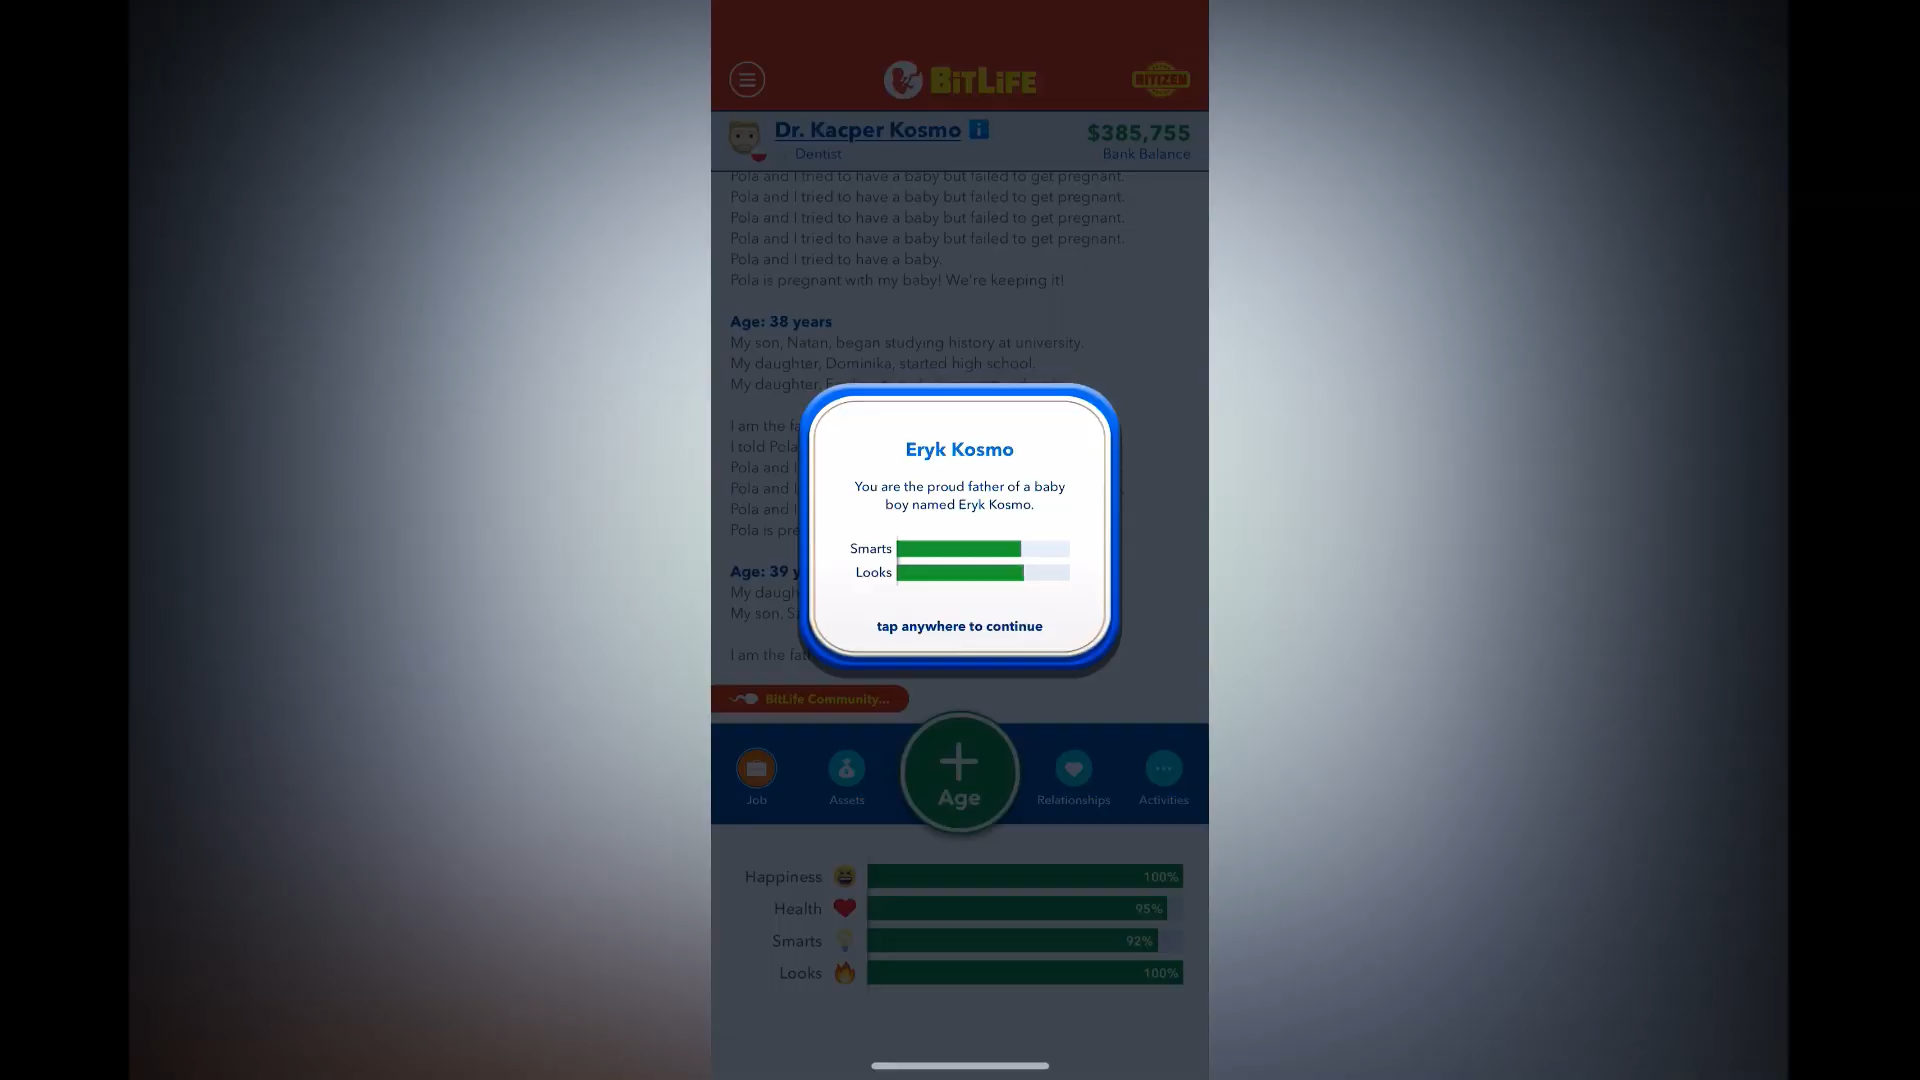 BITLIFE
BITIZEN
Dr. Kacper Kosmo
$385,755
Dentist
Bank Balance
Pola and I tried to have a baby but failed to get pregnant.
Pola and I tried to have a baby but failed to get pregnant.
Pola and I tried to have a baby but failed to get pregnant.
Pola and I tried to have a baby but failed to get pregnant.
Pola and I tried to have a baby.
Pola is pregnant with my baby! We're keeping it!
Age: 38 years
My son, Natan, began studying history at university.
My daughter, Dominika, started high school.
My daughter,
I am the
I told Pola
Pola and I
Pola and I
Pola and I
Pola is
Age: 39
My
My son,
I am the
Eryk Kosmo
You are the proud father of a baby
boy named Eryk Kosmo.
Smarts
Looks
tap anywhere to continue
BitLife Community...
Job
Assets
+
Age
Relationships
Activities
Happiness 100%
Health 95%
Smarts 92%
Looks 100%